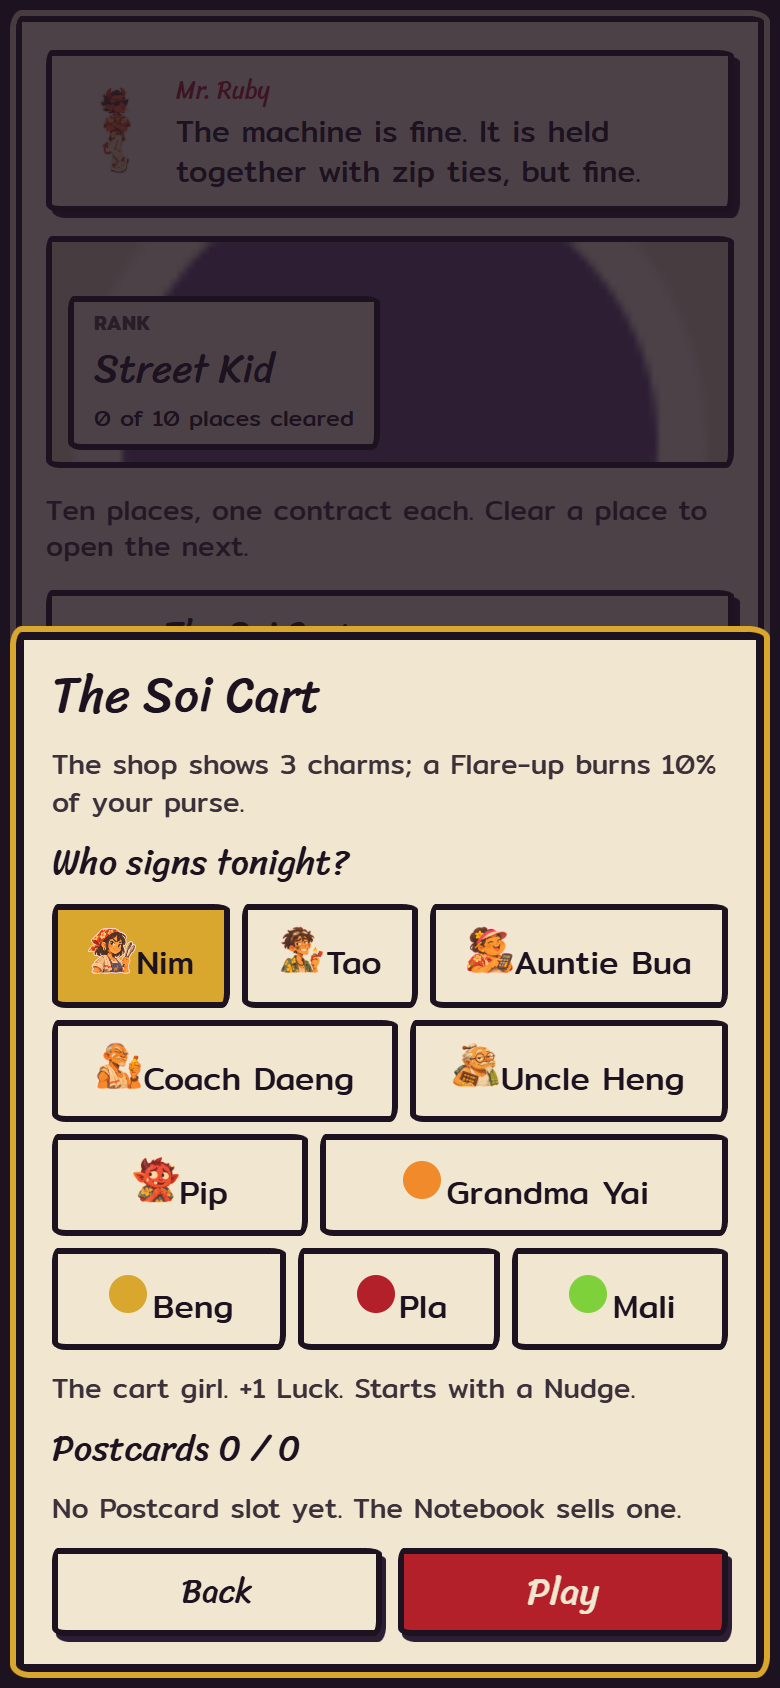 Mr. Ruby
The machine is fine. It is held
together with zip ties, but fine.
RANK
Street Kid
0 of 10 places cleared
Ten places, one contract each. Clear a place to
open the next.
The Soi Cart
The Soi Cart
The shop shows 3 charms; a Flare-up burns 10%
of your purse.
Who signs tonight?
Nim
Tao
Auntie Bua
Coach Daeng
Uncle Heng
Pip
Grandma Yai
Beng
Pla
Mali
The cart girl. +1 Luck. Starts with a Nudge.
Postcards 0 / 0
No Postcard slot yet. The Notebook sells one.
Back
Play